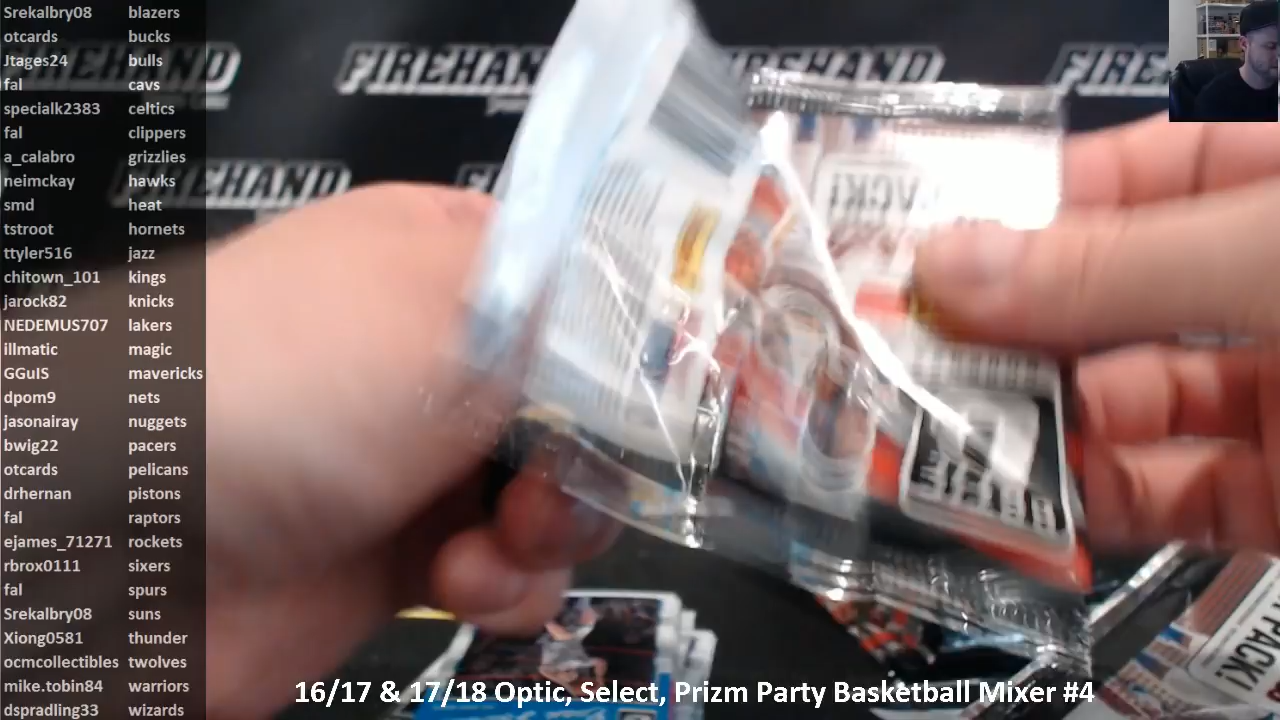 Srekalbry08 blazers
otcards bucks
Jtages24 bulls
fal cavs
specialk2383 celtics
fal clippers
a_calabro grizzlies
neimckay hawks
smd heat
tstroot hornets
ttyler516 jazz
chitown_101 kings
jarock82 knicks
NEDEMUS707 lakers
illmatic magic
GGuIS mavericks
dpom9 nets
jasonairay nuggets
bwig22 pacers
otcards pelicans
drhernan pistons
fal raptors
ejames_71271 rockets
rbrox0111 sixers
fal spurs
Srekalbry08 suns
Xiong0581 thunder
ocmcollectibles twolves
mike.tobin84 warriors
dspradling33 wizards
FIREHAND
FIREHAND
PACK!
PACK!
16/17 & 17/18 Optic, Select, Prizm Party Basketball Mixer #4